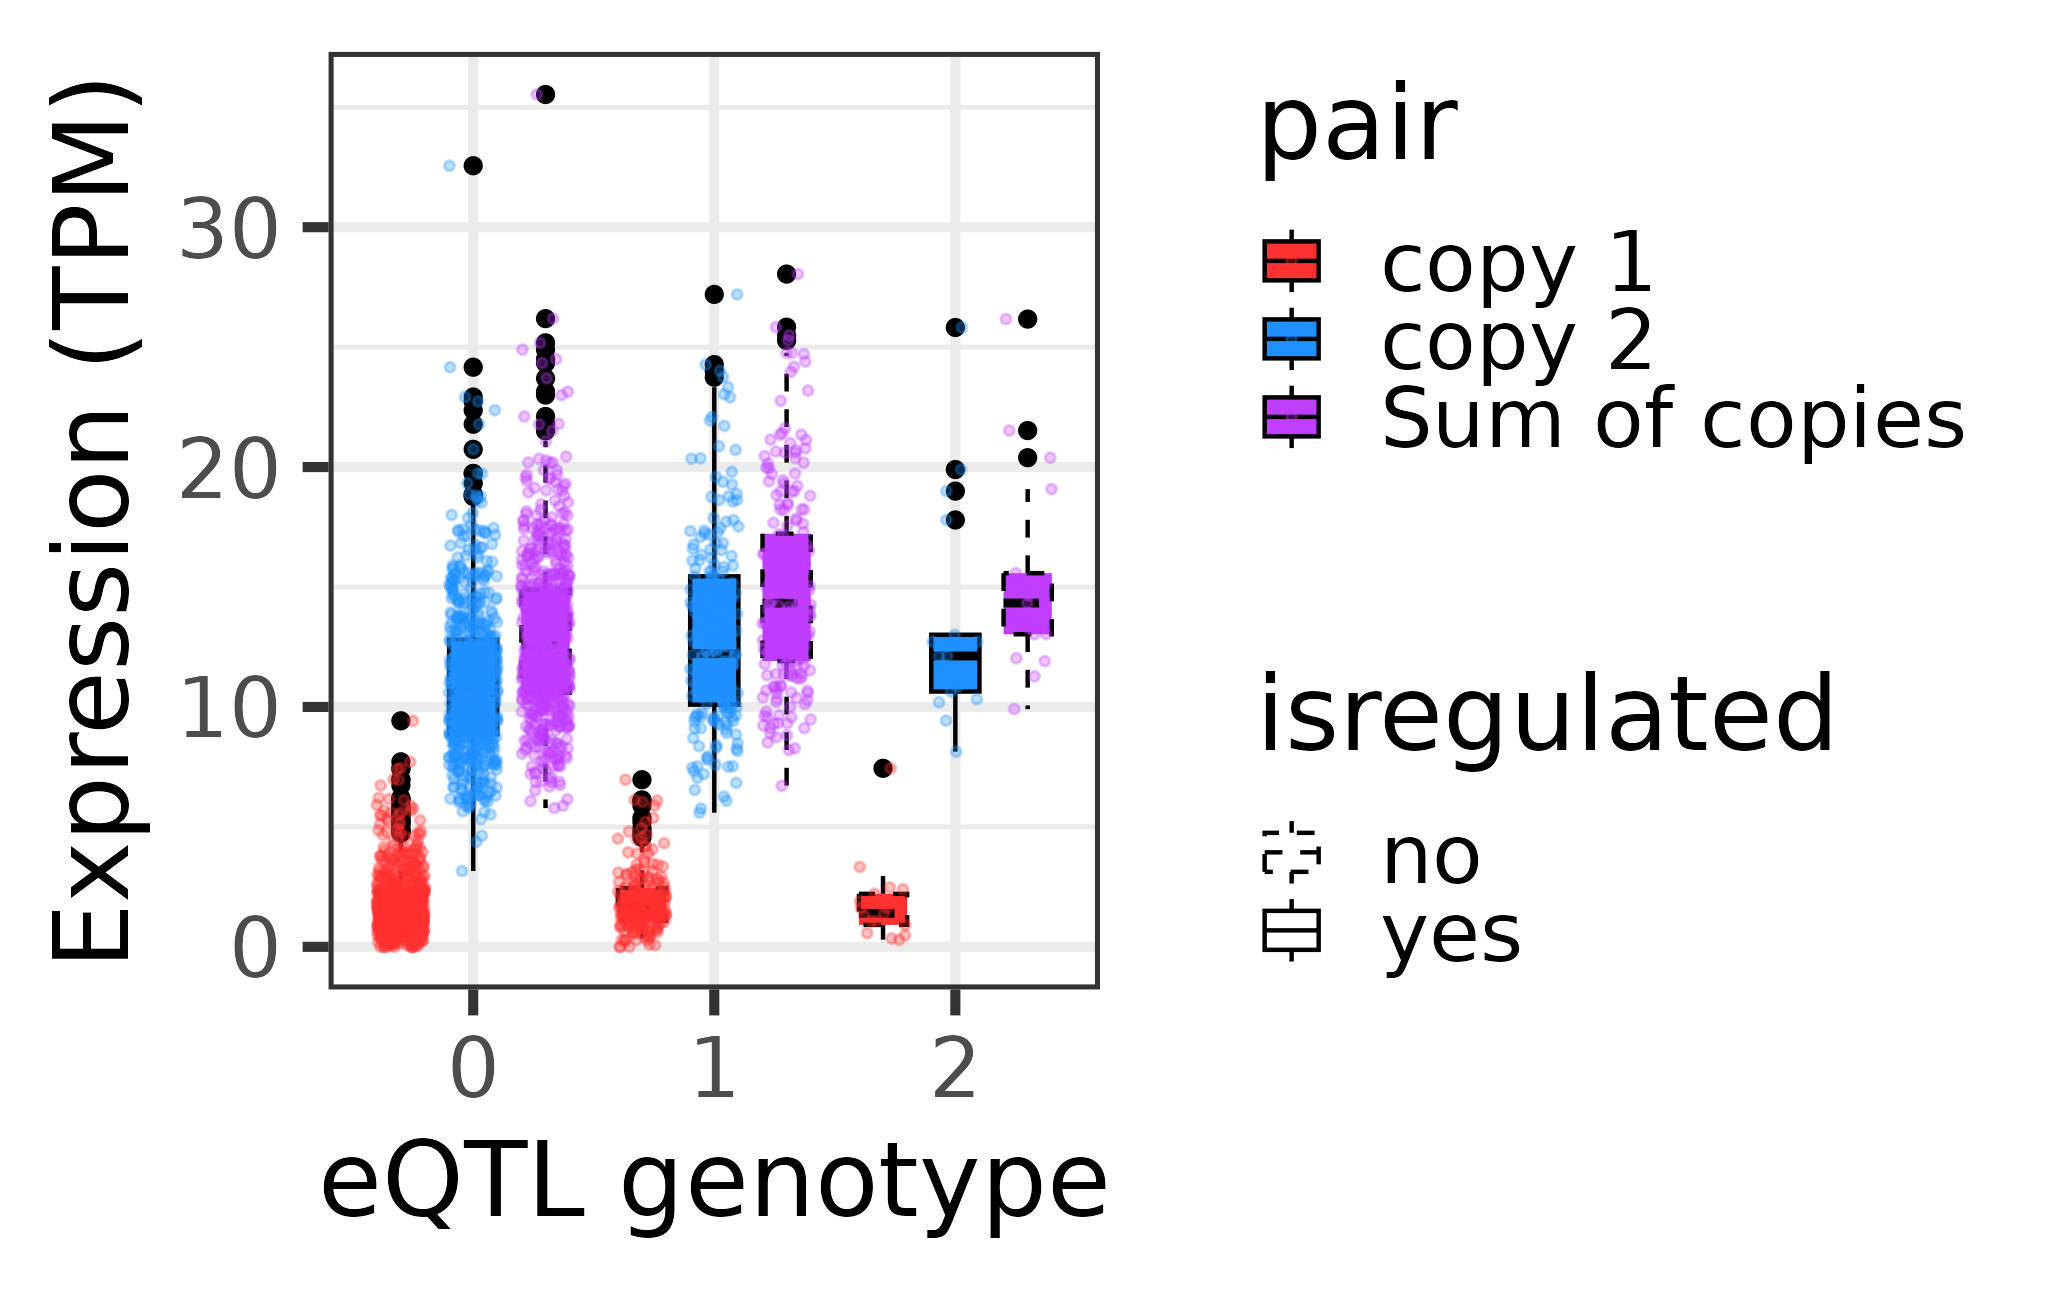 Expression (TPM)
30
20
10
0
0 1 2
eQTL genotype
pair
copy 1
copy 2
Sum of copies
isregulated
no
yes